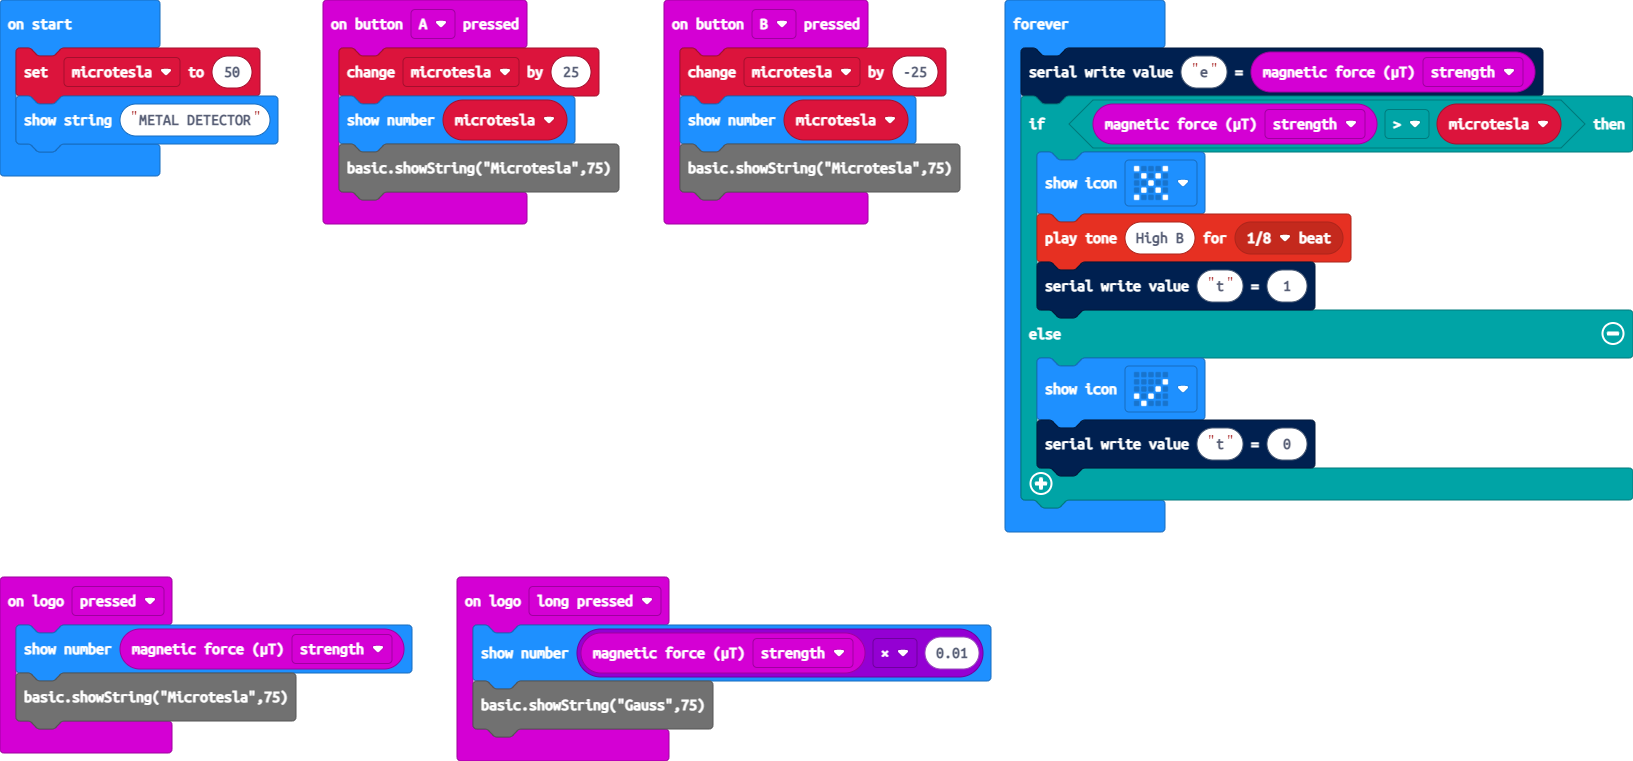 on start
set microtesla to 50
show string "METAL DETECTOR"
on button A pressed
change microtesla by 25
show number microtesla
basic.showString("Microtesla",75)
on button B pressed
change microtesla by -25
show number microtesla
basic.showString("Microtesla",75)
forever
serial write value "e" = magnetic force (µT) strength
if magnetic force (µT) strength > microtesla then
show icon
play tone High B for 1/8 beat
serial write value "t" = 1
else
show icon
serial write value "t" = 0
on logo pressed
show number magnetic force (µT) strength
basic.showString("Microtesla",75)
on logo long pressed
show number magnetic force (µT) strength × 0.01
basic.showString("Gauss",75)